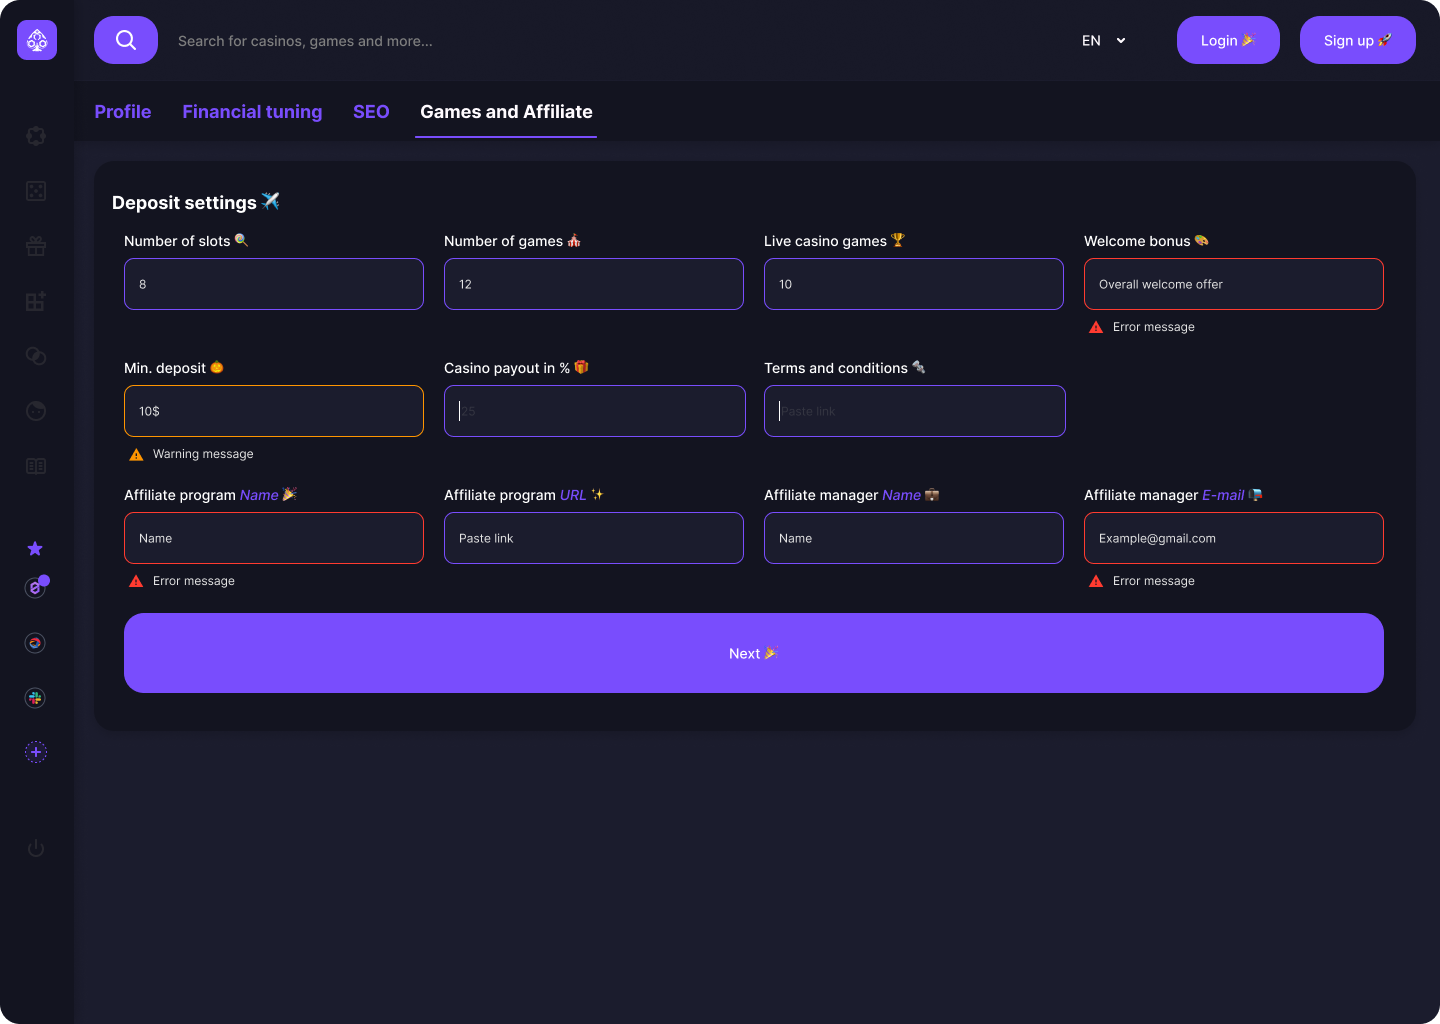 Search for casinos, games and more...
EN
Login 🎉
Sign up 🚀
Profile
Financial tuning
SEO
Games and Affiliate
Deposit settings ✈️
Number of slots 🍭
Number of games 🎪
Live casino games 🏆
Welcome bonus 🎨
8
12
10
Overall welcome offer
Error message
Min. deposit 🎃
Casino payout in % 🎁
Terms and conditions 🔩
10$
25
Paste link
Warning message
Affiliate program Name 🎉
Affiliate program URL ✨
Affiliate manager Name 💼
Affiliate manager E-mail 📭
Name
Paste link
Name
Example@gmail.com
Error message
Error message
Next 🎉